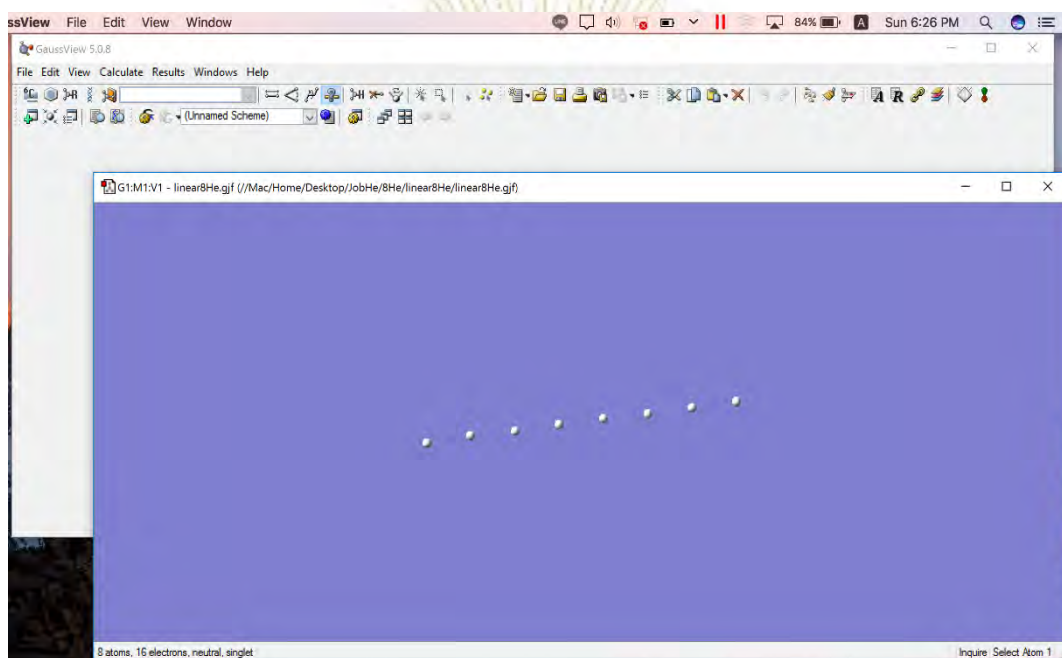 ssView File Edit View Window 84% A Sun 6:26 PM
GaussView 5.0.8
File Edit View Calculate Results Windows Help
(Unnamed Scheme)
G1:M1:V1 - linear8He.gjf (//Mac/Home/Desktop/JobHe/8He/linear8He/linear8He.gjf)
8 atoms, 16 electrons, neutral, singlet Inquire Select Atom 1